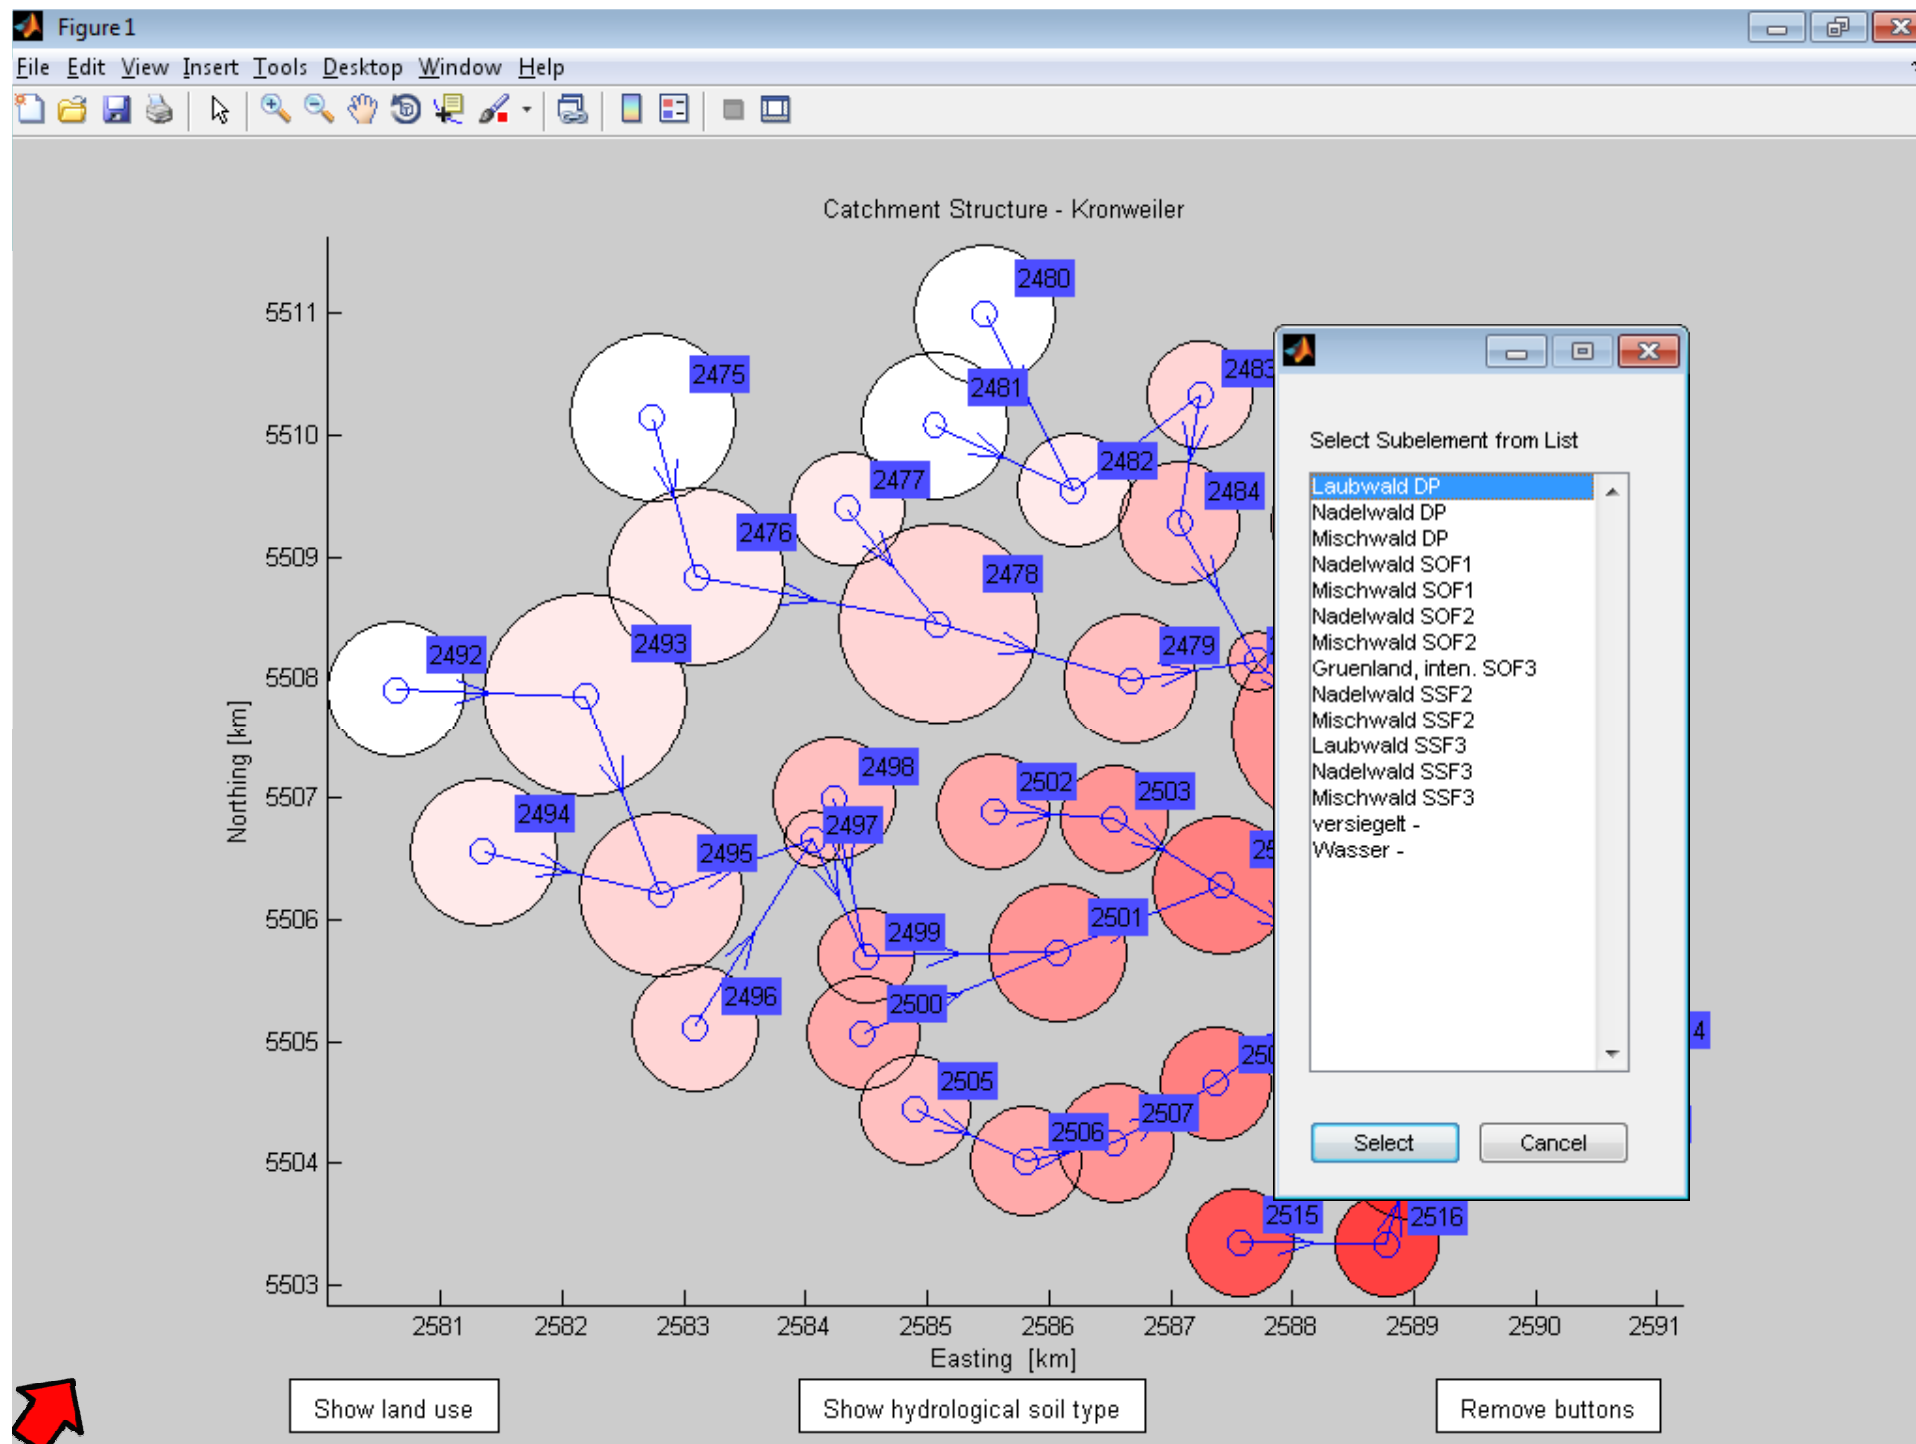 Figure 1
File Edit View Insert Tools Desktop Window Help
Catchment Structure - Kronweiler
2480
5511
2475
2481
2483
5510
2482
2477
2484
2476
5509
2478
2493
2479
2492
5508
2498
2502
2503
5507
2494
2497
2495
2501
5506
2499
2496
2500
5505
2505
2507
2506
5504
2515
2516
5503
4
Northing [km]
2581 2582 2583 2584 2585 2586 2587 2588 2589 2590 2591
Easting [km]
Select Subelement from List
Laubwald DP
Nadelwald DP
Mischwald DP
Nadelwald SOF1
Mischwald SOF1
Nadelwald SOF2
Mischwald SOF2
Gruenland, inten. SOF3
Nadelwald SSF2
Mischwald SSF2
Laubwald SSF3
Nadelwald SSF3
Mischwald SSF3
versiegelt -
Wasser -
Select Cancel
Show land use Show hydrological soil type Remove buttons